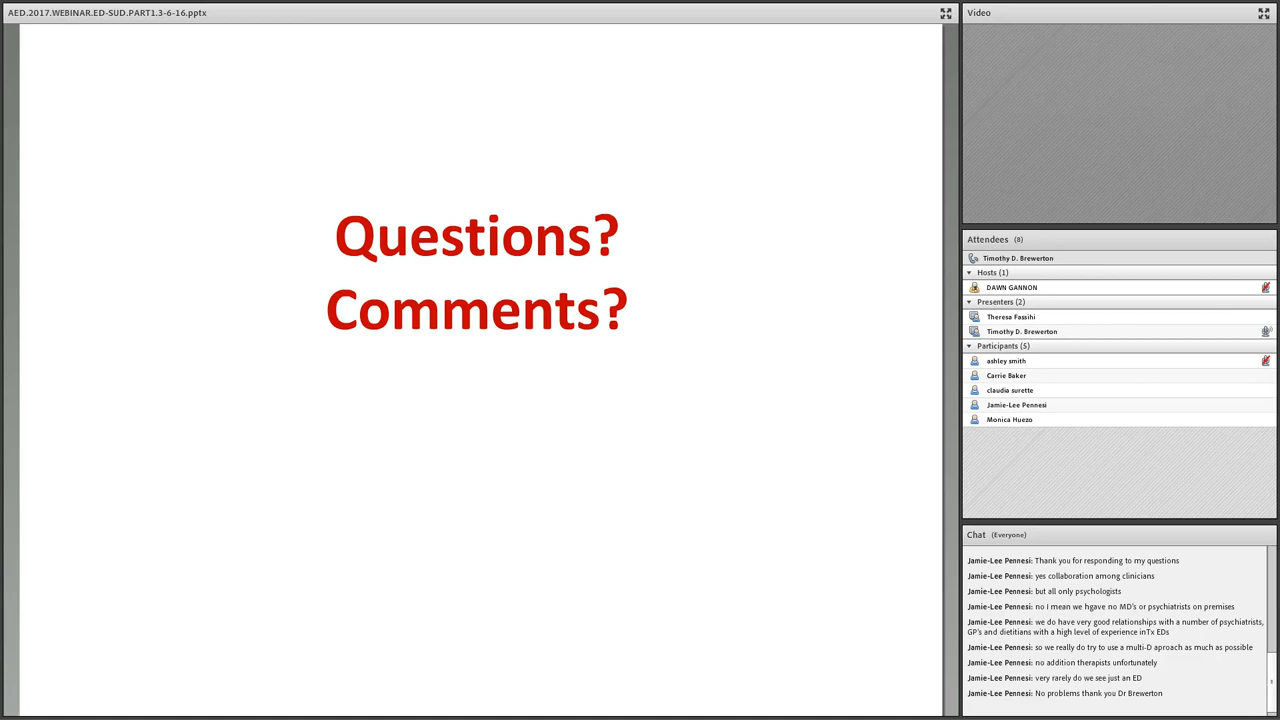 AED.2017.WEBINAR.ED-SUD.PART1.3-6-16.pptx
Questions?
Comments?
Video
Attendees (8)
Timothy D. Brewerton
Hosts (1)
DAWN GANNON
Presenters (2)
Theresa Fassihi
Timothy D. Brewerton
Participants (5)
ashley smith
Carrie Baker
claudia surette
Jamie-Lee Pennesi
Monica Huezo
Chat (Everyone)
Jamie-Lee Pennesi: Thank you for responding to my questions
Jamie-Lee Pennesi: yes collaboration among clinicians
Jamie-Lee Pennesi: but all only psychologists
Jamie-Lee Pennesi: no I mean we hgave no MD's or psychiatrists on premises
Jamie-Lee Pennesi: we do have very good relationships with a number of psychiatrists,
GP's and dietitians with a high level of experience inTx EDs
Jamie-Lee Pennesi: so we really do try to use a multi-D aproach as much as possible
Jamie-Lee Pennesi: no addition therapists unfortunately
Jamie-Lee Pennesi: very rarely do we see just an ED
Jamie-Lee Pennesi: No problems thank you Dr Brewerton